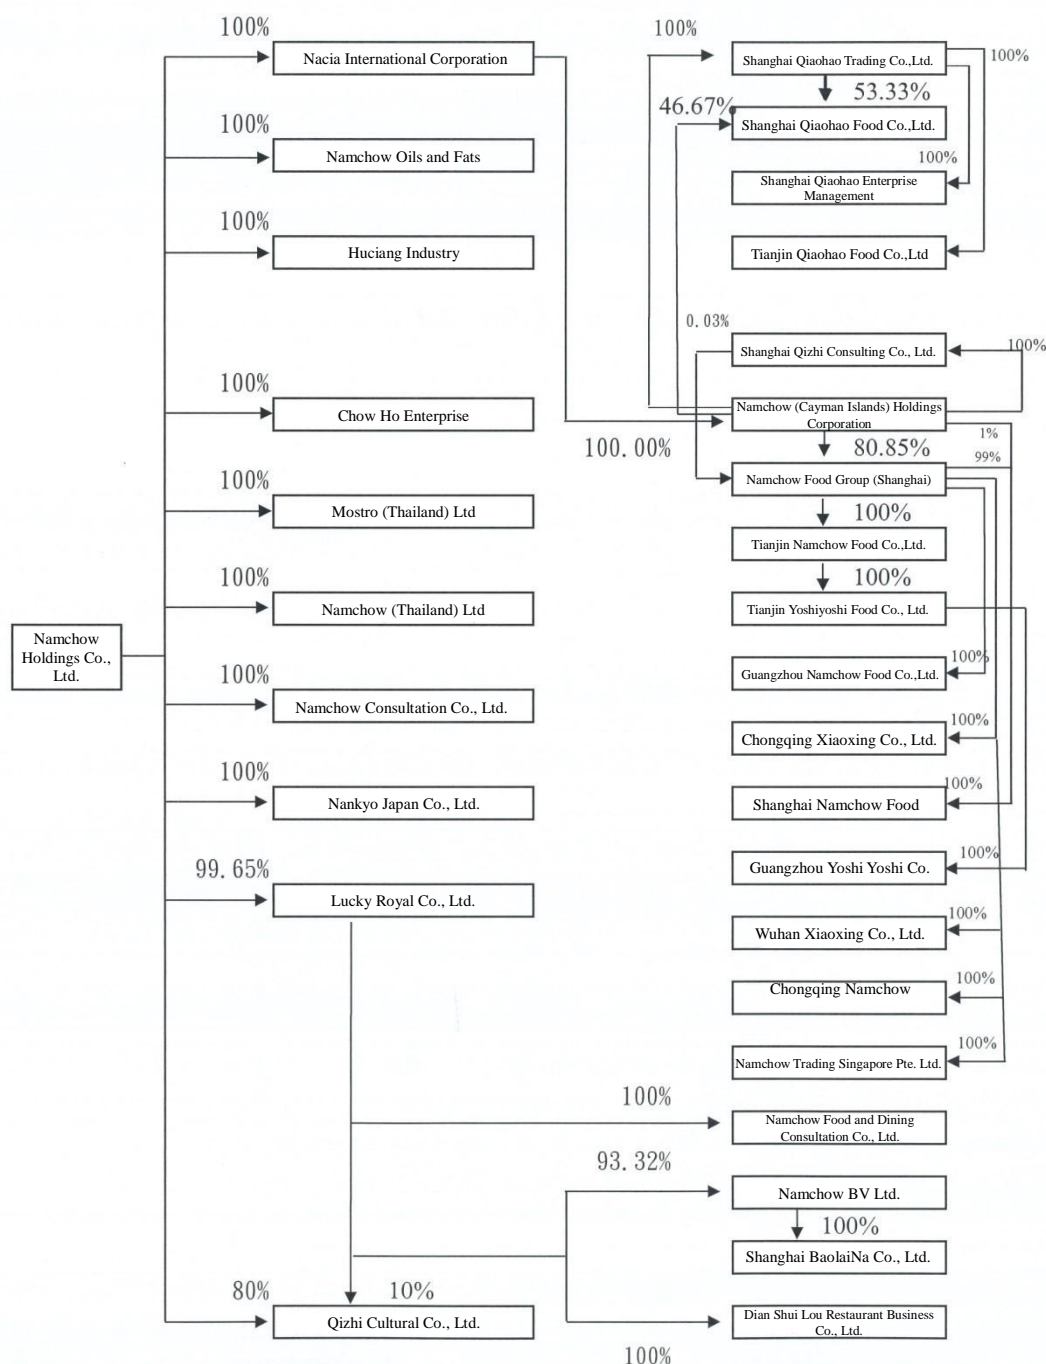 100%
Nacia International Corporation
100%
Namchow Oils and Fats
100%
Huciang Industry
100%
Chow Ho Enterprise
100%
Mostro (Thailand) Ltd
100%
Namchow (Thailand) Ltd
Namchow
Holdings Co.,
Ltd.
100%
Namchow Consultation Co., Ltd.
100%
Nankyo Japan Co., Ltd.
99.65%
Lucky Royal Co., Ltd.
80%
10%
Qizhi Cultural Co., Ltd.
100%
Shanghai Qiaohao Trading Co.,Ltd.
100%
53.33%
46.67%
Shanghai Qiaohao Food Co.,Ltd.
100%
Shanghai Qiaohao Enterprise
Management
Tianjin Qiaohao Food Co.,Ltd
0.03%
Shanghai Qizhi Consulting Co., Ltd.
100%
Namchow (Cayman Islands) Holdings
Corporation
100.00%
80.85%
1%
99%
Namchow Food Group (Shanghai)
100%
Tianjin Namchow Food Co.,Ltd.
100%
Tianjin Yoshiyoshi Food Co., Ltd.
100%
Guangzhou Namchow Food Co.,Ltd.
100%
Chongqing Xiaoxing Co., Ltd.
100%
Shanghai Namchow Food
100%
Guangzhou Yoshi Yoshi Co.
100%
Wuhan Xiaoxing Co., Ltd.
100%
Chongqing Namchow
100%
Namchow Trading Singapore Pte. Ltd.
100%
Namchow Food and Dining
Consultation Co., Ltd.
93.32%
Namchow BV Ltd.
100%
Shanghai BaolaiNa Co., Ltd.
Dian Shui Lou Restaurant Business
Co., Ltd.
100%